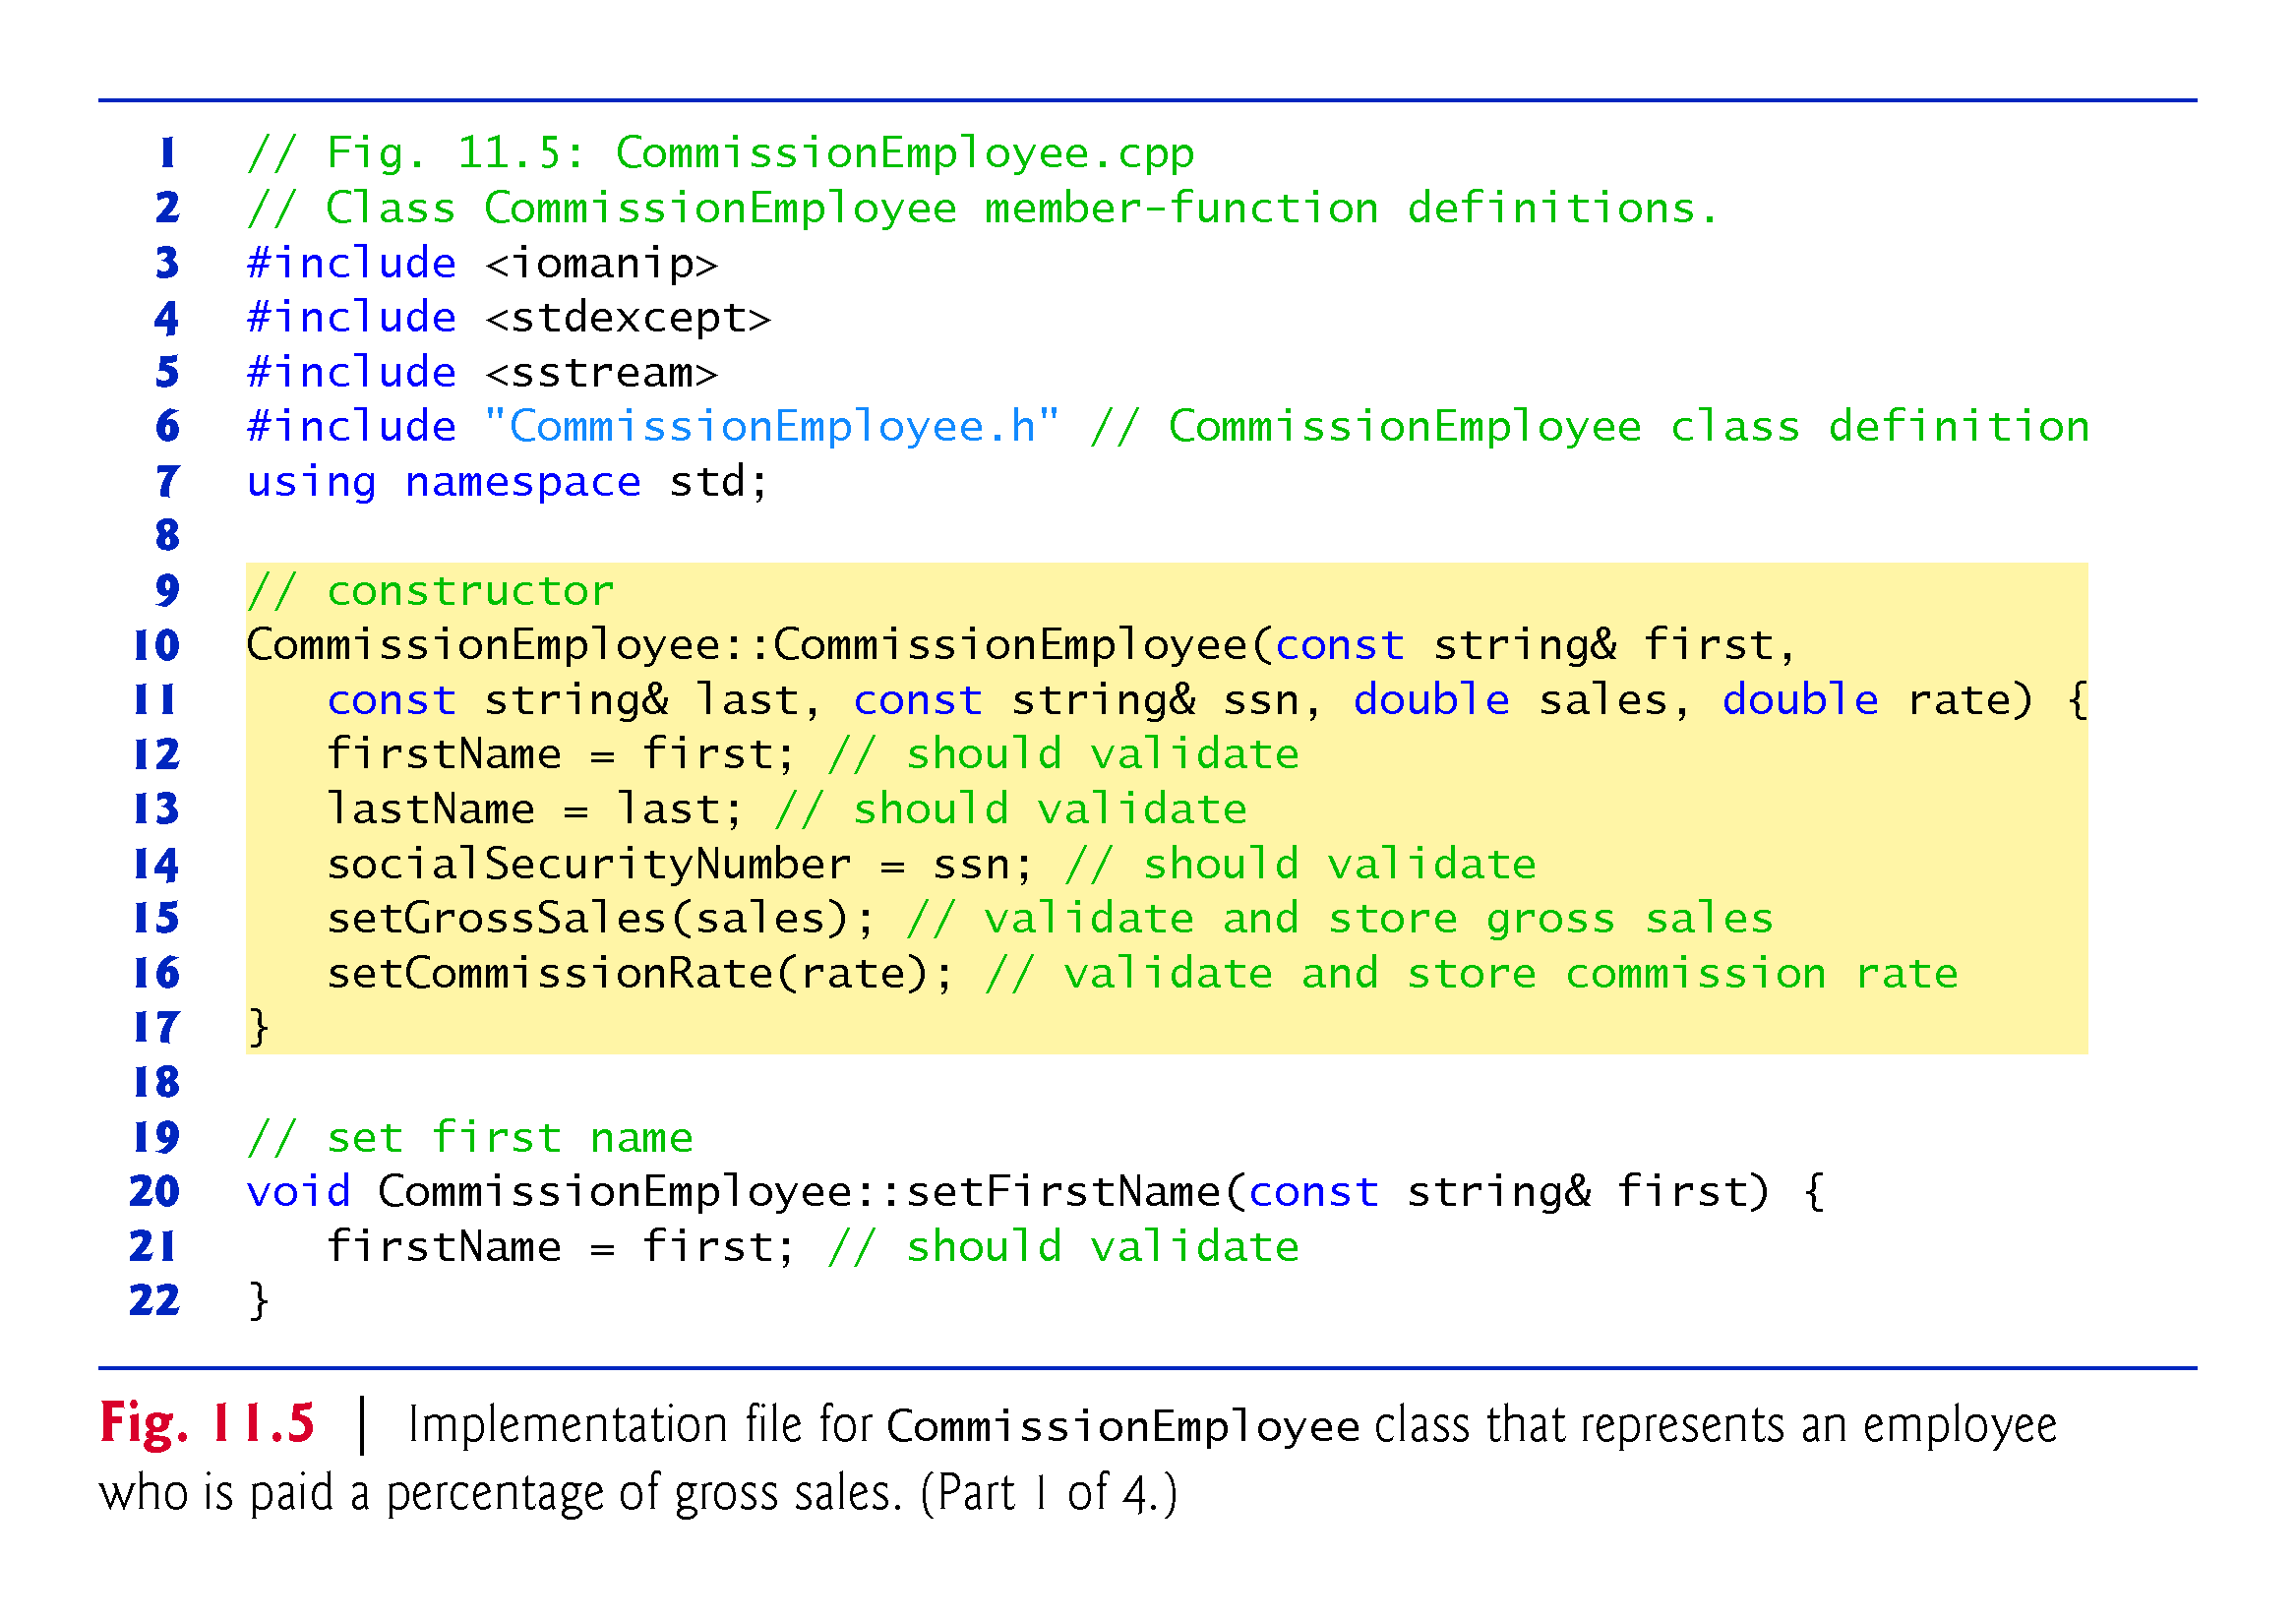 1 // Fig. 11.5: CommissionEmployee.cpp
2 // Class CommissionEmployee member-function definitions.
3 #include <iomanip>
4 #include <stdexcept>
5 #include <sstream>
6 #include "CommissionEmployee.h" // CommissionEmployee class definition
7 using namespace std;
8
9 // constructor
10 CommissionEmployee::CommissionEmployee(const string& first,
11    const string& last, const string& ssn, double sales, double rate) {
12    firstName = first; // should validate
13    lastName = last; // should validate
14    socialSecurityNumber = ssn; // should validate
15    setGrossSales(sales); // validate and store gross sales
16    setCommissionRate(rate); // validate and store commission rate
17 }
18
19 // set first name
20 void CommissionEmployee::setFirstName(const string& first) {
21    firstName = first; // should validate
22 }
Fig. 11.5 | Implementation file for CommissionEmployee class that represents an employee
who is paid a percentage of gross sales. (Part 1 of 4.)